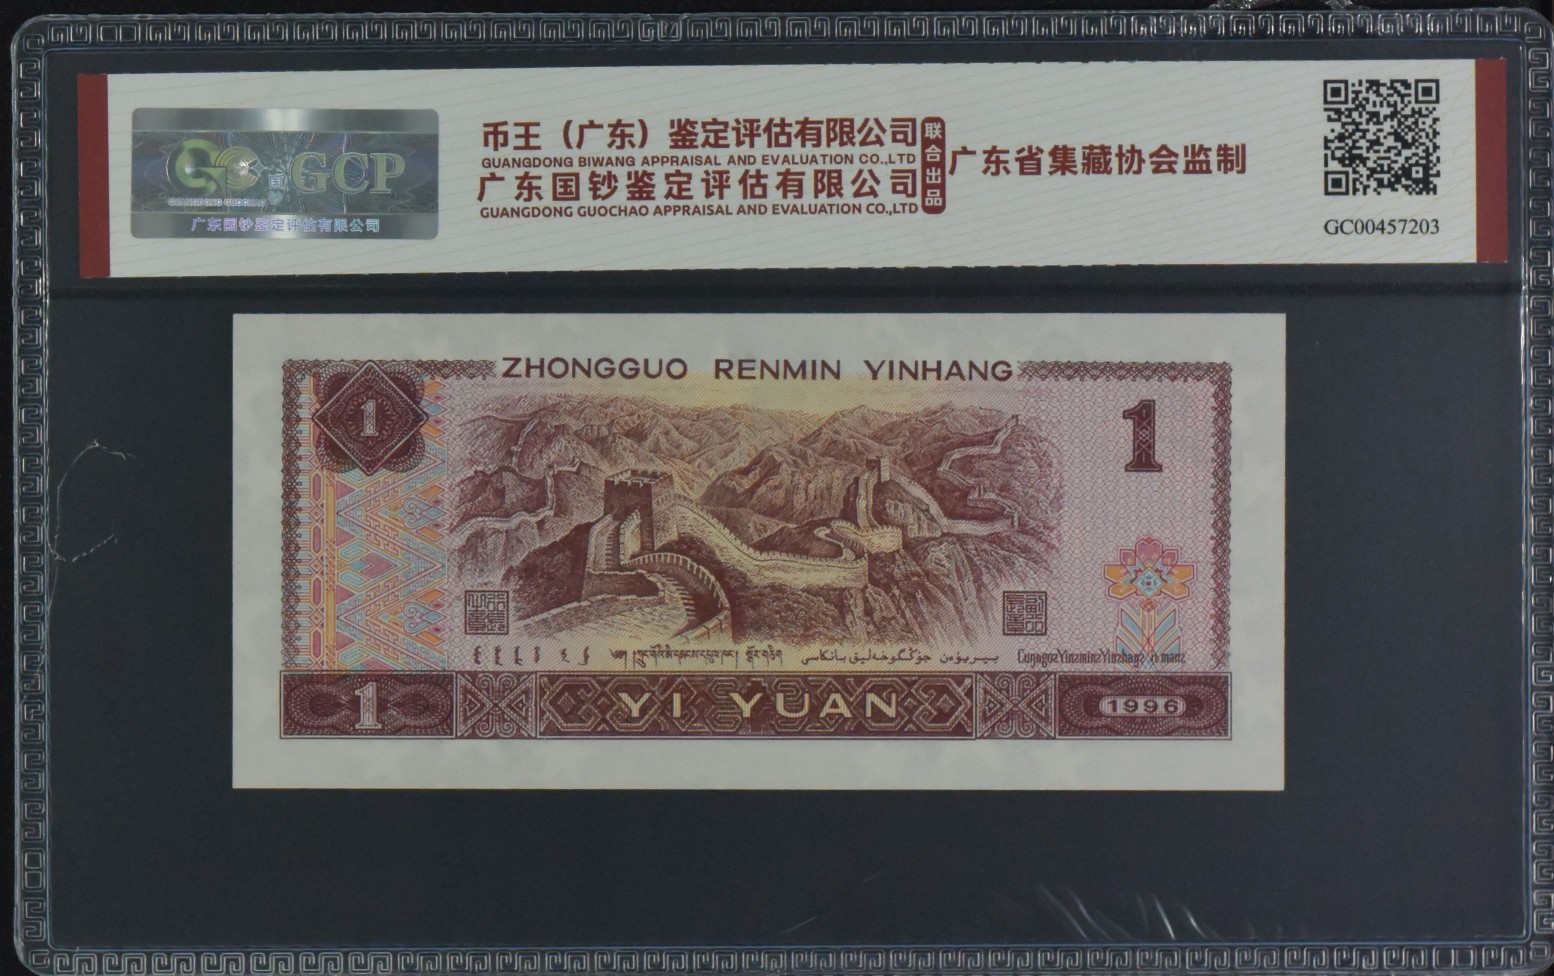 GCP
GUANGDONG GUOCHAO
广东国钞鉴定评估有限公司
币王（广东）鉴定评估有限公司
GUANGDONG BIWANG APPRAISAL AND EVALUATION CO.,LTD
广东国钞鉴定评估有限公司
GUANGDONG GUOCHAO APPRAISAL AND EVALUATION CO.,LTD
联合出品
广东省集藏协会监制
GC00457203
ZHONGGUO RENMIN YINHANG
1
1
1
YI YUAN
1996